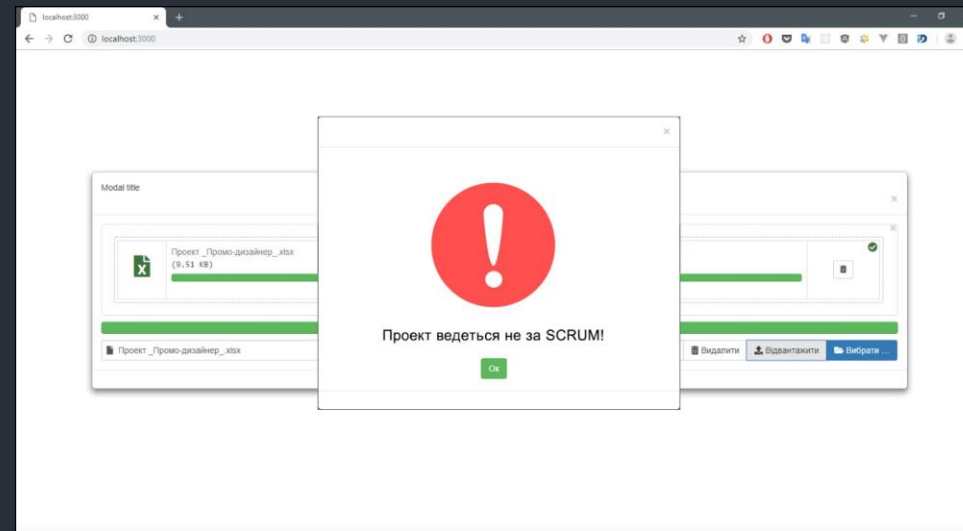 localhost:3000
localhost:3000
Modal title
Проект _Промо-дизайнер_.xlsx
(9.51 KB)
Проект ведеться не за SCRUM!
Ок
Проект _Промо-дизайнер_.xlsx
Видалити
Відвантажити
Вибрати ...